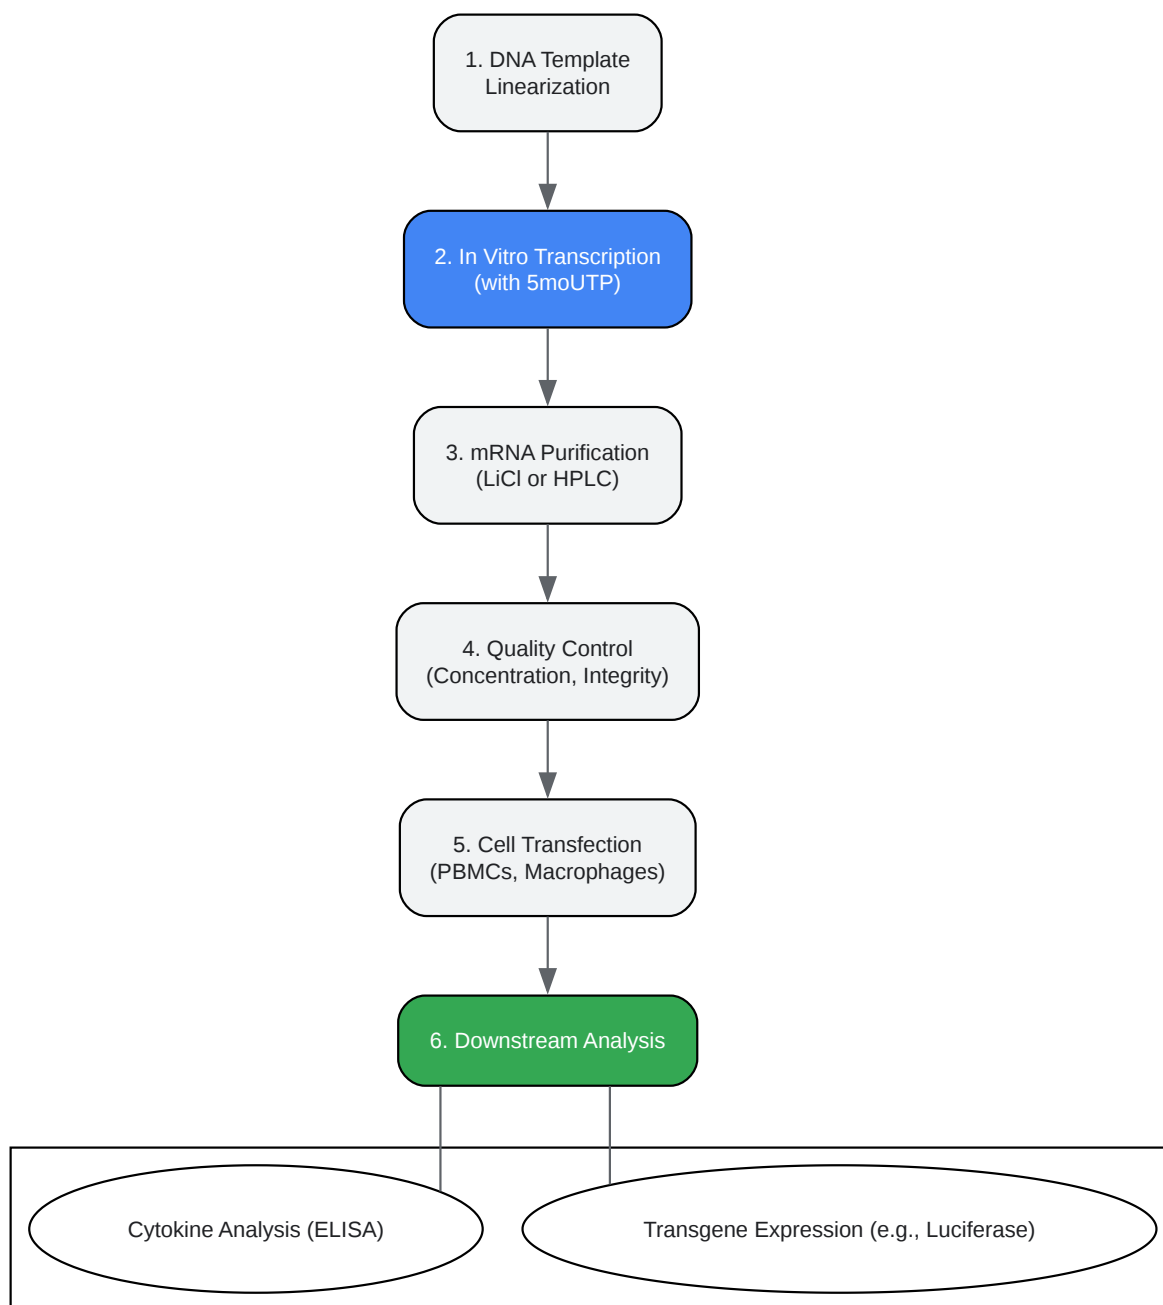 1. DNA Template
Linearization
2. In Vitro Transcription
(with 5moUTP)
3. mRNA Purification
(LiCl or HPLC)
4. Quality Control
(Concentration, Integrity)
5. Cell Transfection
(PBMCs, Macrophages)
6. Downstream Analysis
Cytokine Analysis (ELISA)
Transgene Expression (e.g., Luciferase)